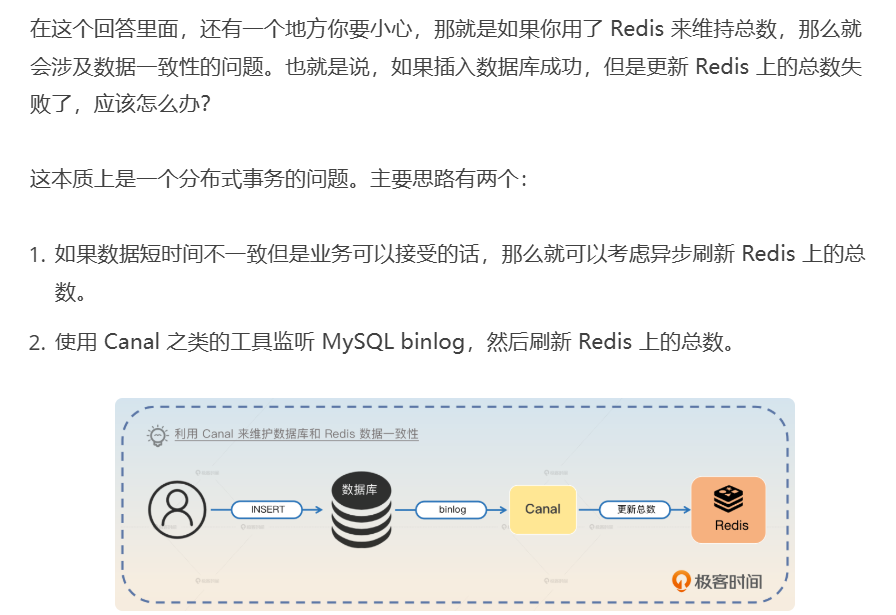 在这个回答里面，还有一个地方你要小心，那就是如果你用了 Redis 来维持总数，那么就
会涉及数据一致性的问题。也就是说，如果插入数据库成功，但是更新 Redis 上的总数失
败了，应该怎么办？
这本质上是一个分布式事务的问题。主要思路有两个：
1. 如果数据短时间不一致但是业务可以接受的话，那么就可以考虑异步刷新 Redis 上的总
数。
2. 使用 Canal 之类的工具监听 MySQL binlog，然后刷新 Redis 上的总数。
利用 Canal 来维护数据库和 Redis 数据一致性
INSERT
数据库
binlog
Canal
更新总数
Redis
极客时间